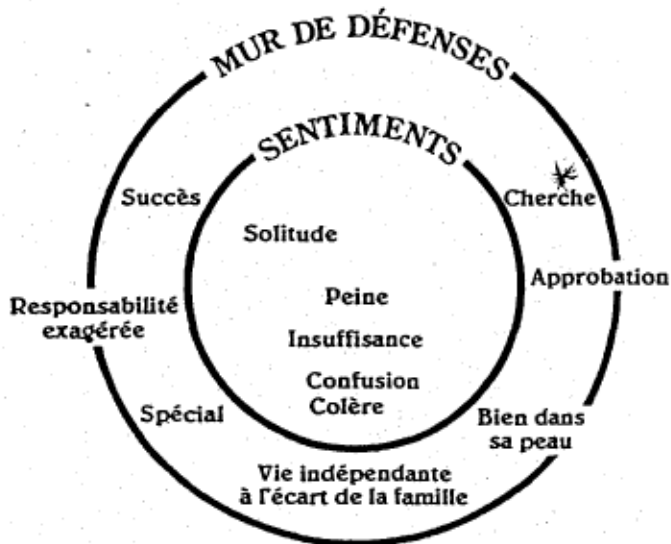 MUR DE DÉFENSES
SENTIMENTS
Succès
Cherche
Solitude
Approbation
Responsabilité
exagérée
Peine
Insuffisance
Confusion
Colère
Spécial
Bien dans
sa peau
Vie indépendante
à l'écart de la famille